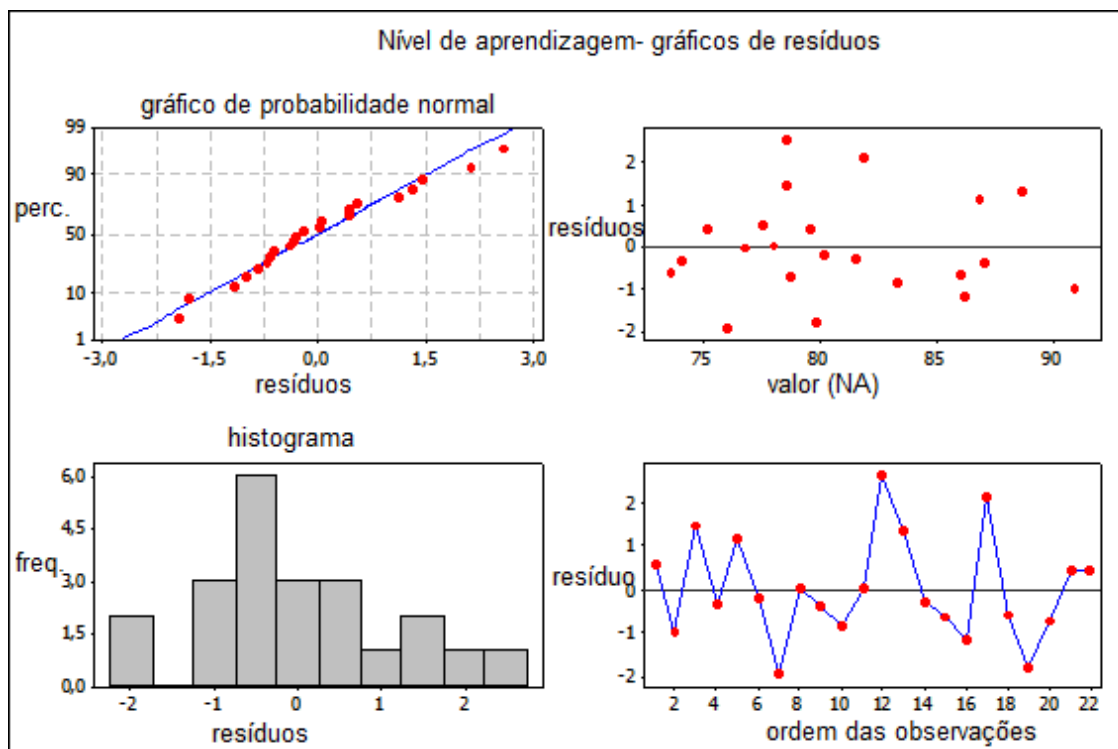 Nível de aprendizagem- gráficos de resíduos
gráfico de probabilidade normal
99
90
perc.
50
10
1
-3,0 -1,5 0,0 1,5 3,0
resíduos
2
1
resíduos
0
-1
-2
75 80 85 90
valor (NA)
histograma
6,0
4,5
freq.
3,0
1,5
0,0
-2 -1 0 1 2
resíduos
2
1
resíduo
0
-1
-2
2 4 6 8 10 12 14 16 18 20 22
ordem das observações